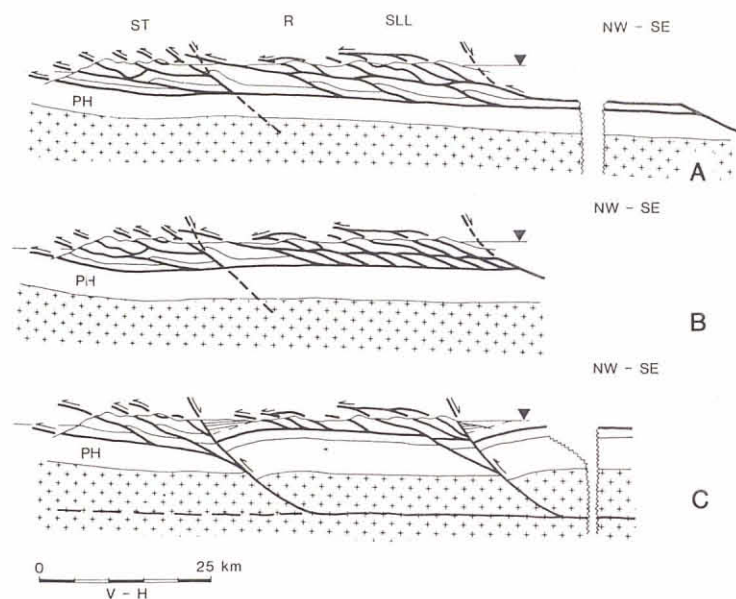 ST R SLL
NW – SE
PH
A
NW – SE
PH
B
NW – SE
PH
C
0 25 km
V – H